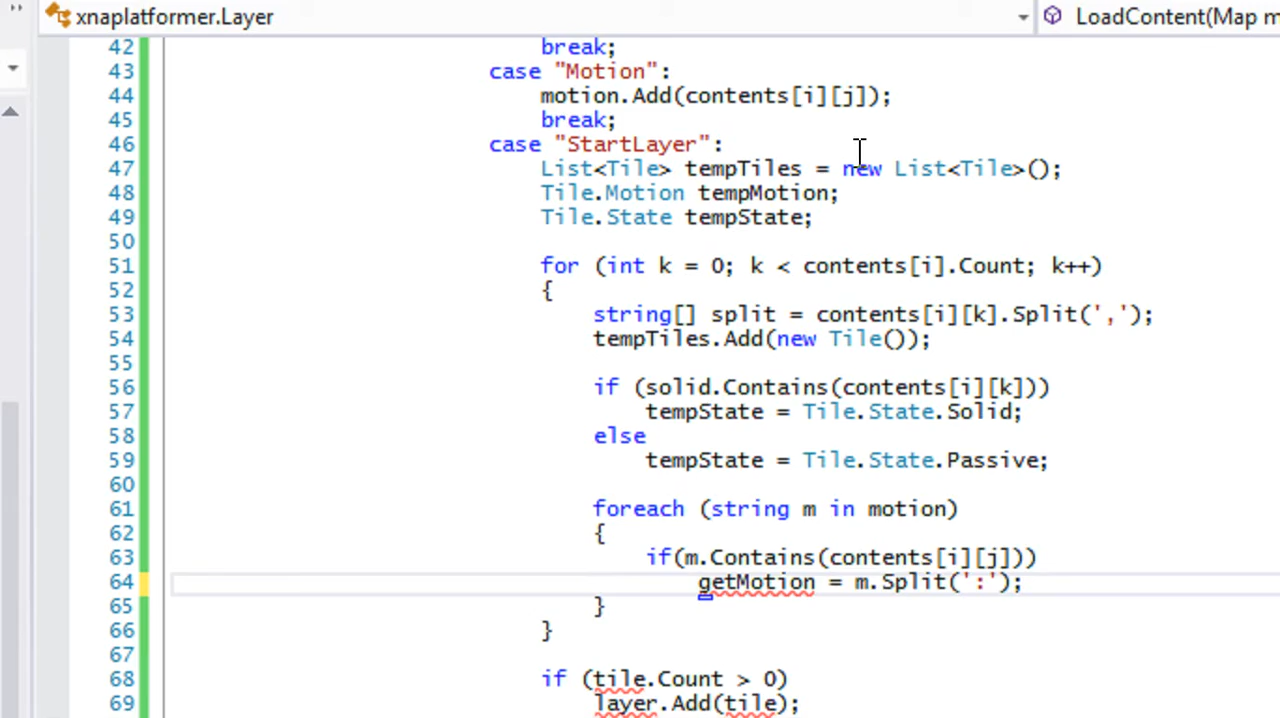 xnaplatformer.Layer LoadContent(Map m
42 break;
43 case "Motion":
44 motion.Add(contents[i][j]);
45 break;
46 case "StartLayer":
47 List<Tile> tempTiles = new List<Tile>();
48 Tile.Motion tempMotion;
49 Tile.State tempState;
50
51 for (int k = 0; k < contents[i].Count; k++)
52 {
53 string[] split = contents[i][k].Split(',');
54 tempTiles.Add(new Tile());
55
56 if (solid.Contains(contents[i][k]))
57 tempState = Tile.State.Solid;
58 else
59 tempState = Tile.State.Passive;
60
61 foreach (string m in motion)
62 {
63 if(m.Contains(contents[i][j]))
64 getMotion = m.Split(':');
65 }
66 }
67
68 if (tile.Count > 0)
69 layer.Add(tile);